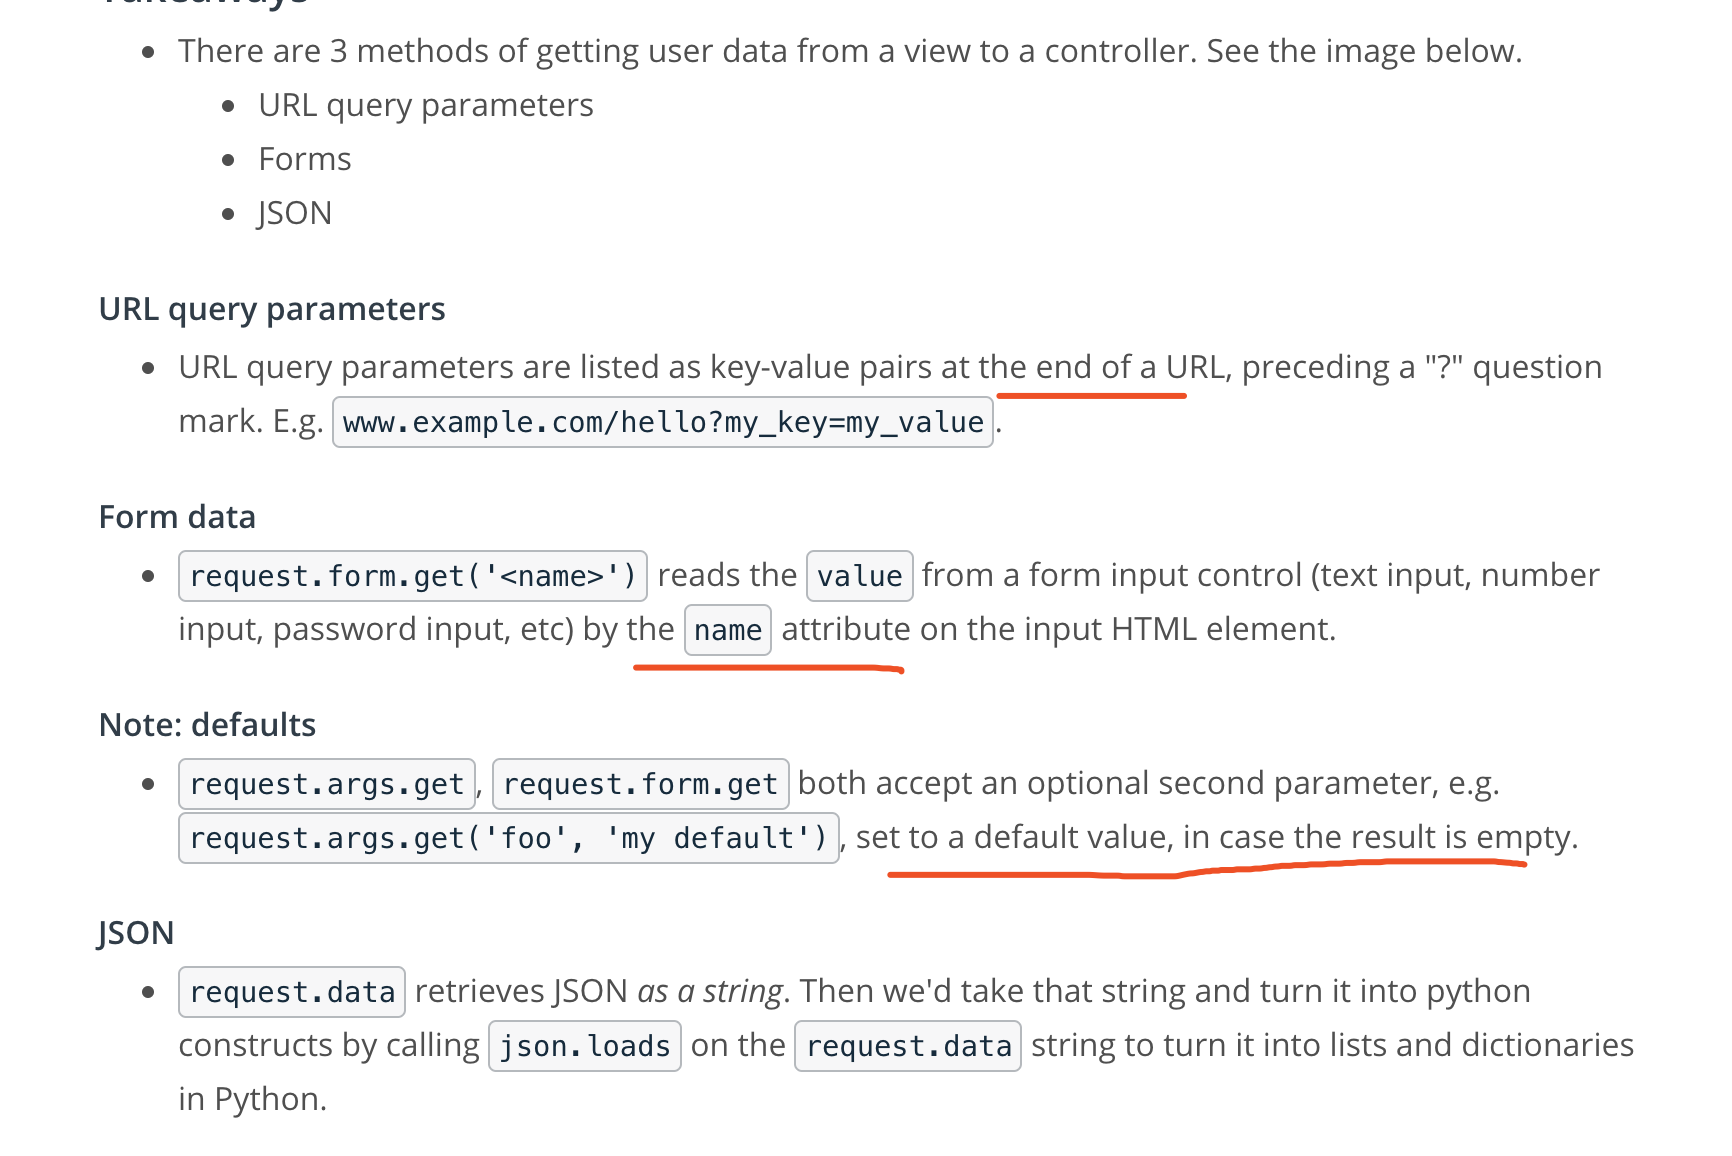 Takeaways
There are 3 methods of getting user data from a view to a controller. See the image below.
URL query parameters
Forms
JSON
URL query parameters
URL query parameters are listed as key-value pairs at the end of a URL, preceding a "?" question
mark. E.g. www.example.com/hello?my_key=my_value.
Form data
request.form.get('<name>') reads the value from a form input control (text input, number
input, password input, etc) by the name attribute on the input HTML element.
Note: defaults
request.args.get, request.form.get both accept an optional second parameter, e.g.
request.args.get('foo', 'my default'), set to a default value, in case the result is empty.
JSON
request.data retrieves JSON as a string. Then we'd take that string and turn it into python
constructs by calling json.loads on the request.data string to turn it into lists and dictionaries
in Python.